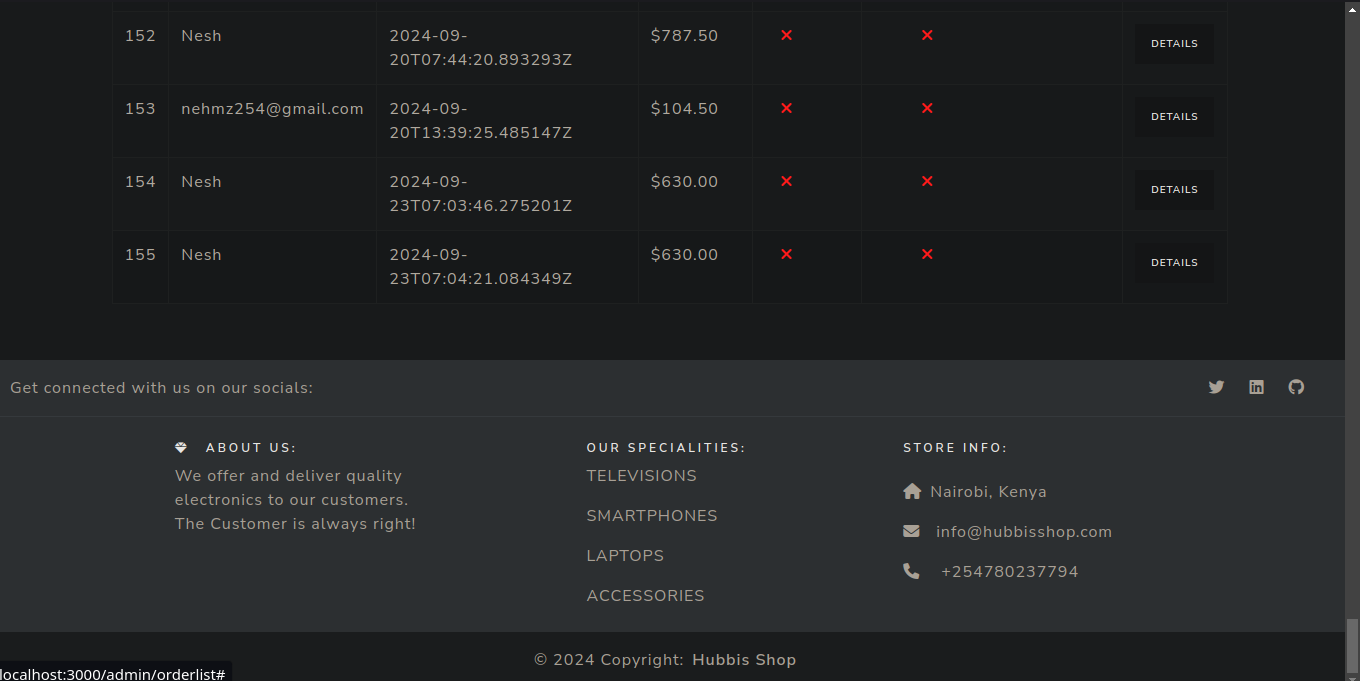 152 Nesh 2024-09- $787.50 DETAILS
20T07:44:20.893293Z
153 nehmz254@gmail.com 2024-09- $104.50 DETAILS
20T13:39:25.485147Z
154 Nesh 2024-09- $630.00 DETAILS
23T07:03:46.275201Z
155 Nesh 2024-09- $630.00 DETAILS
23T07:04:21.084349Z
Get connected with us on our socials:
ABOUT US:
We offer and deliver quality
electronics to our customers.
The Customer is always right!
OUR SPECIALITIES:
TELEVISIONS
SMARTPHONES
LAPTOPS
ACCESSORIES
STORE INFO:
Nairobi, Kenya
info@hubbisshop.com
+254780237794
© 2024 Copyright: Hubbis Shop
localhost:3000/admin/orderlist#